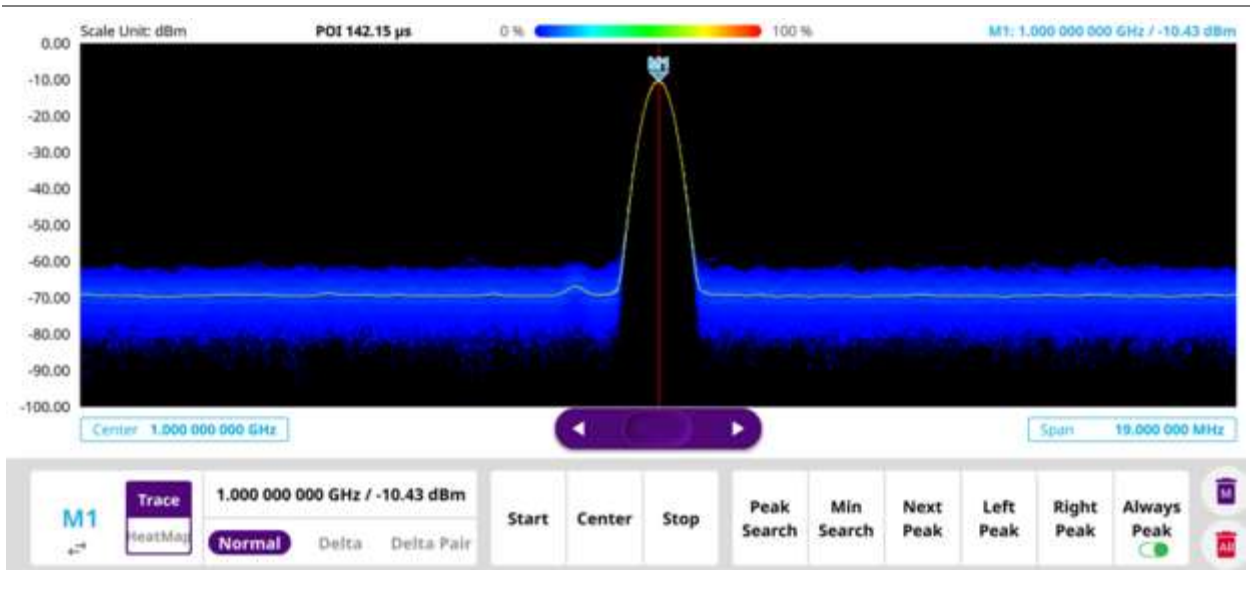 Scale Unit: dBm POI 142.15 μs 0 % 100 % M1: 1.000 000 000 GHz / -10.43 dBm
0.00
M1
-10.00
-20.00
-30.00
-40.00
-50.00
-60.00
-70.00
-80.00
-90.00
-100.00
Center 1.000 000 000 GHz
Span 19.000 000 MHz
M1
Trace
HeatMap
1.000 000 000 GHz / -10.43 dBm
Normal Delta Delta Pair
Start
Center
Stop
Peak
Search
Min
Search
Next
Peak
Left
Peak
Right
Peak
Always
Peak
M
All